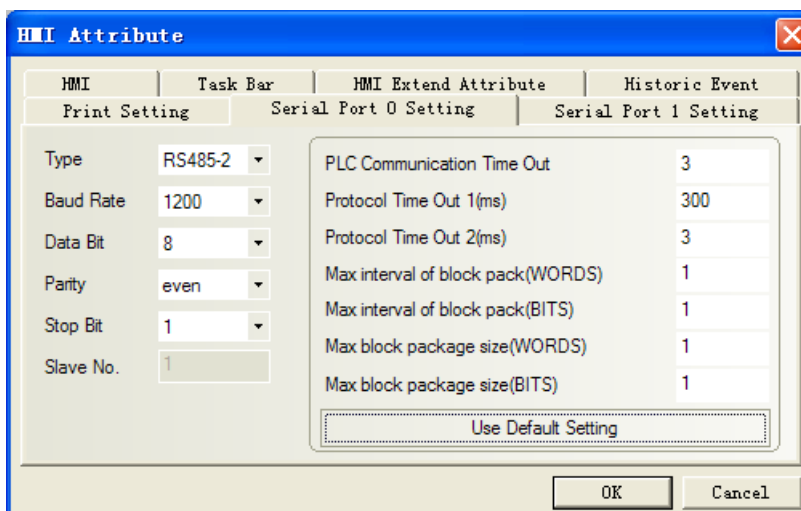 HMI Attribute
HMI Task Bar HMI Extend Attribute Historic Event
Print Setting Serial Port 0 Setting Serial Port 1 Setting
Type RS485-2
Baud Rate 1200
Data Bit 8
Parity even
Stop Bit 1
Slave No. 1
PLC Communication Time Out 3
Protocol Time Out 1(ms) 300
Protocol Time Out 2(ms) 3
Max interval of block pack(WORDS) 1
Max interval of block pack(BITS) 1
Max block package size(WORDS) 1
Max block package size(BITS) 1
Use Default Setting
OK Cancel